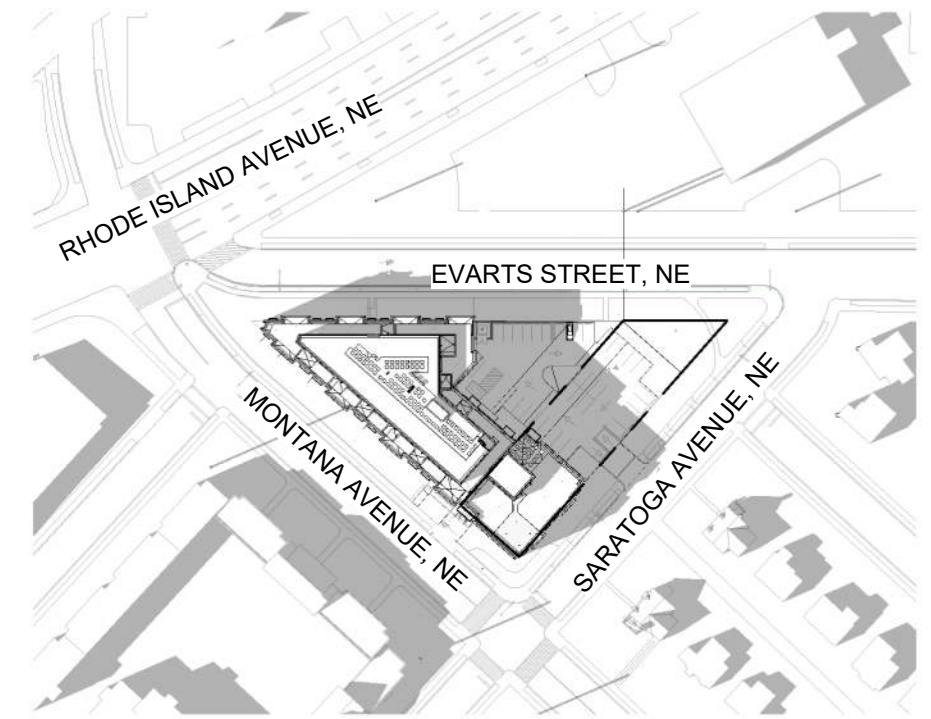 RHODE ISLAND AVENUE, NE
EVARTS STREET, NE
MONTANA AVENUE, NE
SARATOGA AVENUE, NE